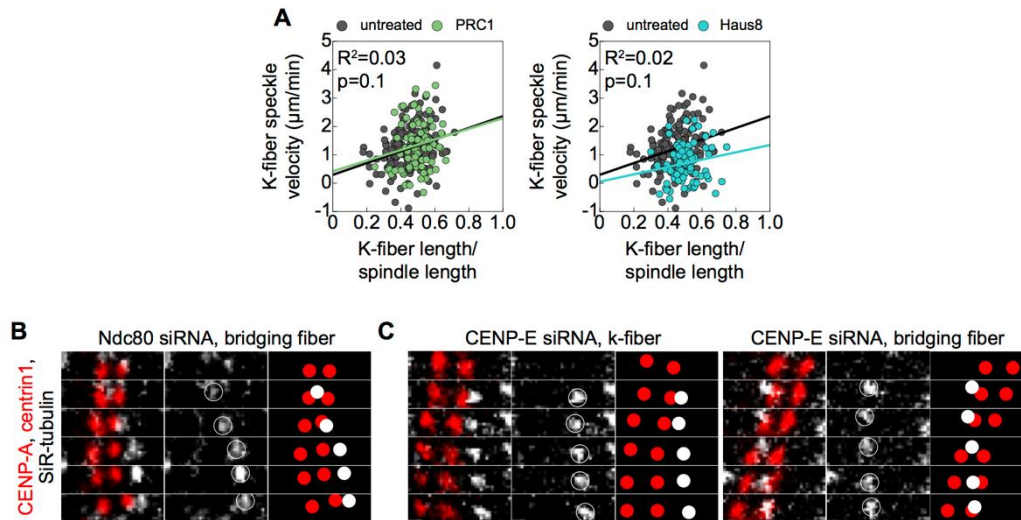 A
untreated PRC1
untreated Haus8
K-fiber speckle
velocity (µm/min)
5
4
3
2
1
0
-1
R²=0.03
p=0.1
0 0.2 0.4 0.6 0.8 1.0
K-fiber length/
spindle length
K-fiber speckle
velocity (µm/min)
5
4
3
2
1
0
-1
R²=0.02
p=0.1
0 0.2 0.4 0.6 0.8 1.0
K-fiber length/
spindle length
B
Ndc80 siRNA, bridging fiber
C
CENP-E siRNA, k-fiber
CENP-E siRNA, bridging fiber
CENP-A, centrin1,
SiR-tubulin